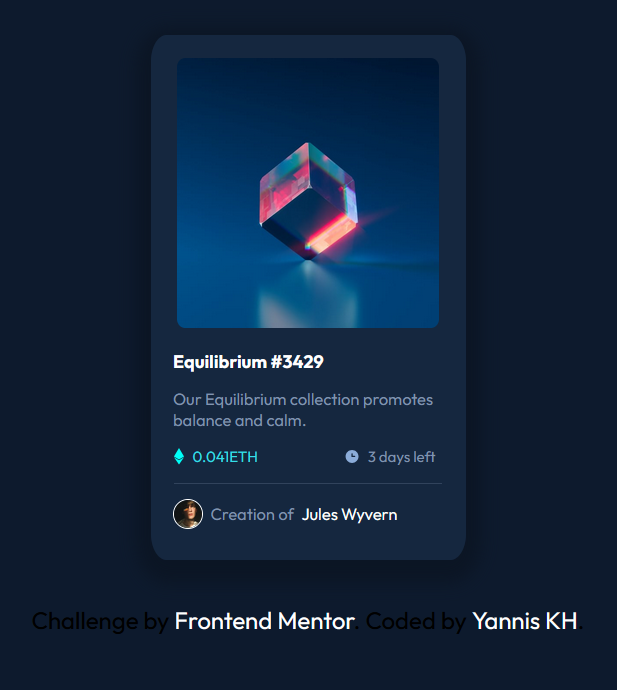 Equilibrium #3429
Our Equilibrium collection promotes
balance and calm.
0.041ETH 3 days left
Creation of Jules Wyvern
Challenge by Frontend Mentor. Coded by Yannis KH.